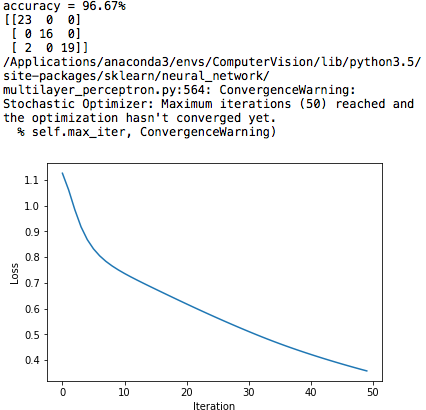 accuracy = 96.67%
[[23  0  0]
 [ 0 16  0]
 [ 2  0 19]]
/Applications/anaconda3/envs/ComputerVision/lib/python3.5/
site-packages/sklearn/neural_network/
multilayer_perceptron.py:564: ConvergenceWarning:
Stochastic Optimizer: Maximum iterations (50) reached and
the optimization hasn't converged yet.
  % self.max_iter, ConvergenceWarning)
1.1
1.0
0.9
0.8
0.7
0.6
0.5
0.4
Loss
0 10 20 30 40 50
Iteration